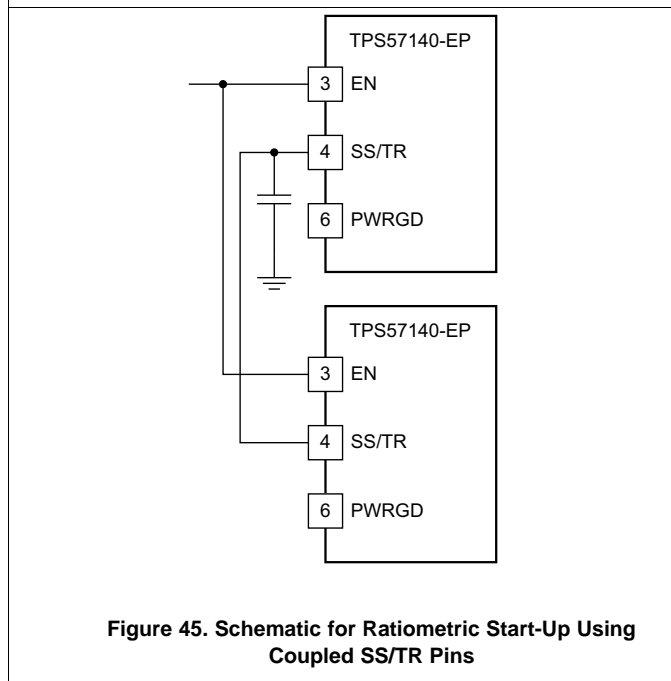 TPS57140-EP
3 EN
4 SS/TR
6 PWRGD
TPS57140-EP
3 EN
4 SS/TR
6 PWRGD
Figure 45. Schematic for Ratiometric Start-Up Using
Coupled SS/TR Pins